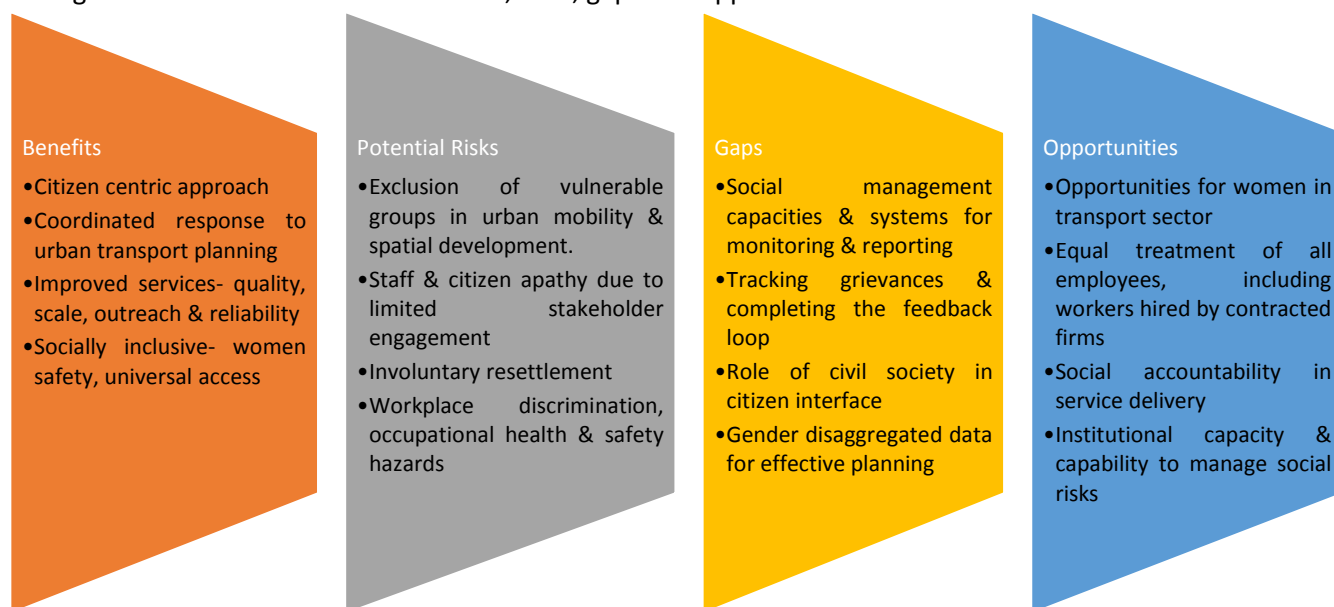 Benefits
•Citizen centric approach
•Coordinated response to
urban transport planning
•Improved services- quality,
scale, outreach & reliability
•Socially inclusive- women
safety, universal access
Potential Risks
•Exclusion of vulnerable
groups in urban mobility &
spatial development.
•Staff & citizen apathy due to
limited stakeholder
engagement
•Involuntary resettlement
•Workplace discrimination,
occupational health & safety
hazards
Gaps
•Social management
capacities & systems for
monitoring & reporting
•Tracking grievances &
completing the feedback
loop
•Role of civil society in
citizen interface
•Gender disaggregated data
for effective planning
Opportunities
•Opportunities for women in
transport sector
•Equal treatment of all
employees, including
workers hired by contracted
firms
•Social accountability in
service delivery
•Institutional capacity &
capability to manage social
risks